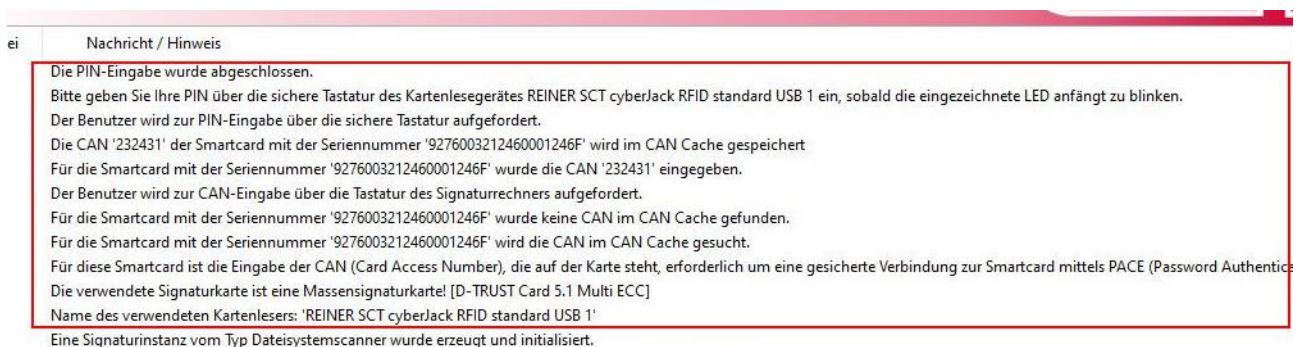 ei Nachricht / Hinweis
Die PIN-Eingabe wurde abgeschlossen.
Bitte geben Sie Ihre PIN über die sichere Tastatur des Kartenlesegerätes REINER SCT cyberJack RFID standard USB 1 ein, sobald die eingezeichnete LED anfängt zu blinken.
Der Benutzer wird zur PIN-Eingabe über die sichere Tastatur aufgefordert.
Die CAN '232431' der Smartcard mit der Seriennummer '9276003212460001246F' wird im CAN Cache gespeichert
Für die Smartcard mit der Seriennummer '9276003212460001246F' wurde die CAN '232431' eingegeben.
Der Benutzer wird zur CAN-Eingabe über die Tastatur des Signaturrechners aufgefordert.
Für die Smartcard mit der Seriennummer '9276003212460001246F' wurde keine CAN im CAN Cache gefunden.
Für die Smartcard mit der Seriennummer '9276003212460001246F' wird die CAN im CAN Cache gesucht.
Für diese Smartcard ist die Eingabe der CAN (Card Access Number), die auf der Karte steht, erforderlich um eine gesicherte Verbindung zur Smartcard mittels PACE (Password Authentice
Die verwendete Signaturkarte ist eine Massensignaturkarte! [D-TRUST Card 5.1 Multi ECC]
Name des verwendeten Kartenlesers: 'REINER SCT cyberJack RFID standard USB 1'
Eine Signaturinstanz vom Typ Dateisystemscanner wurde erzeugt und initialisiert.